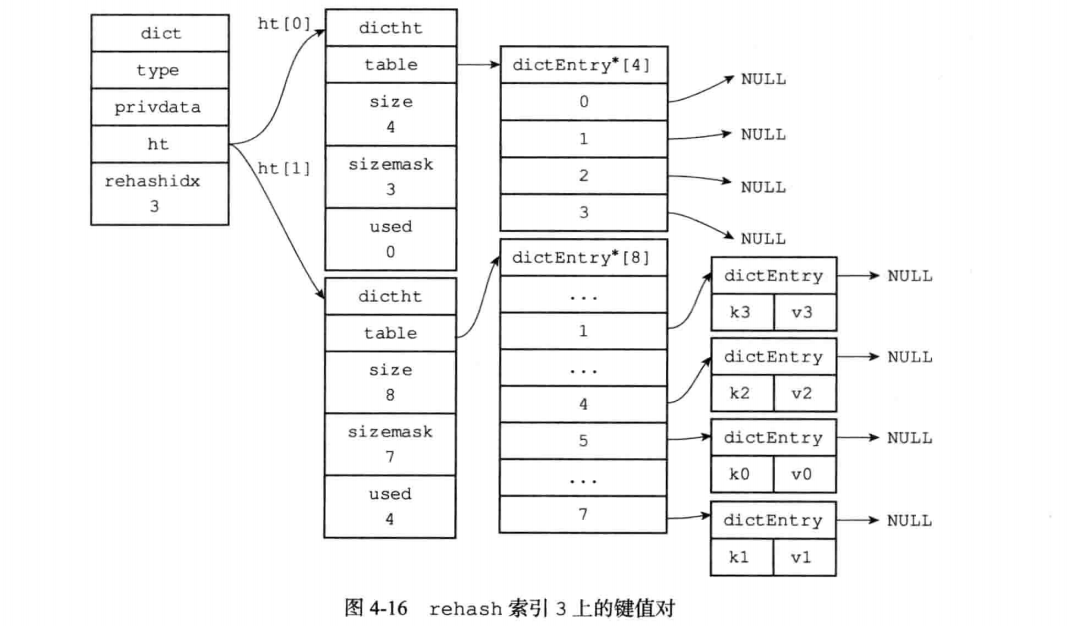 dict
type
privdata
ht
rehashidx
3
ht[0]
ht[1]
dictht
table
size
4
sizemask
3
used
0
dictht
table
size
8
sizemask
7
used
4
dictEntry*[4]
0
1
2
3
NULL
NULL
NULL
NULL
dictEntry*[8]
...
1
...
4
5
...
7
dictEntry
k3 v3
NULL
dictEntry
k2 v2
NULL
dictEntry
k0 v0
NULL
dictEntry
k1 v1
NULL
图 4-16 rehash 索引 3 上的键值对